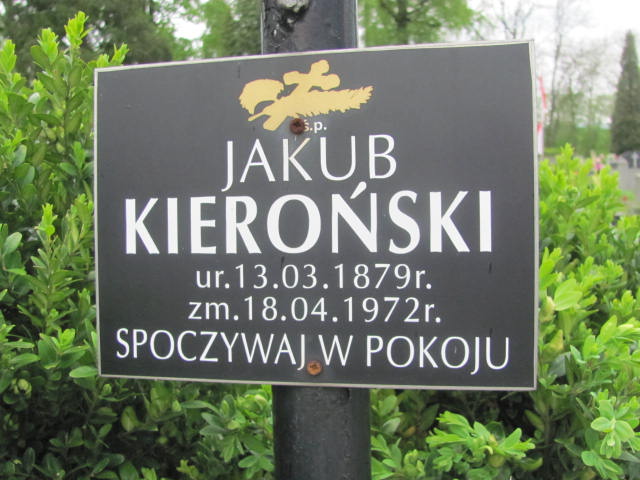 ś.p.
JAKUB
KIEROŃSKI
ur.13.03.1879r.
zm.18.04.1972r.
SPOCZYWAJ W POKOJU